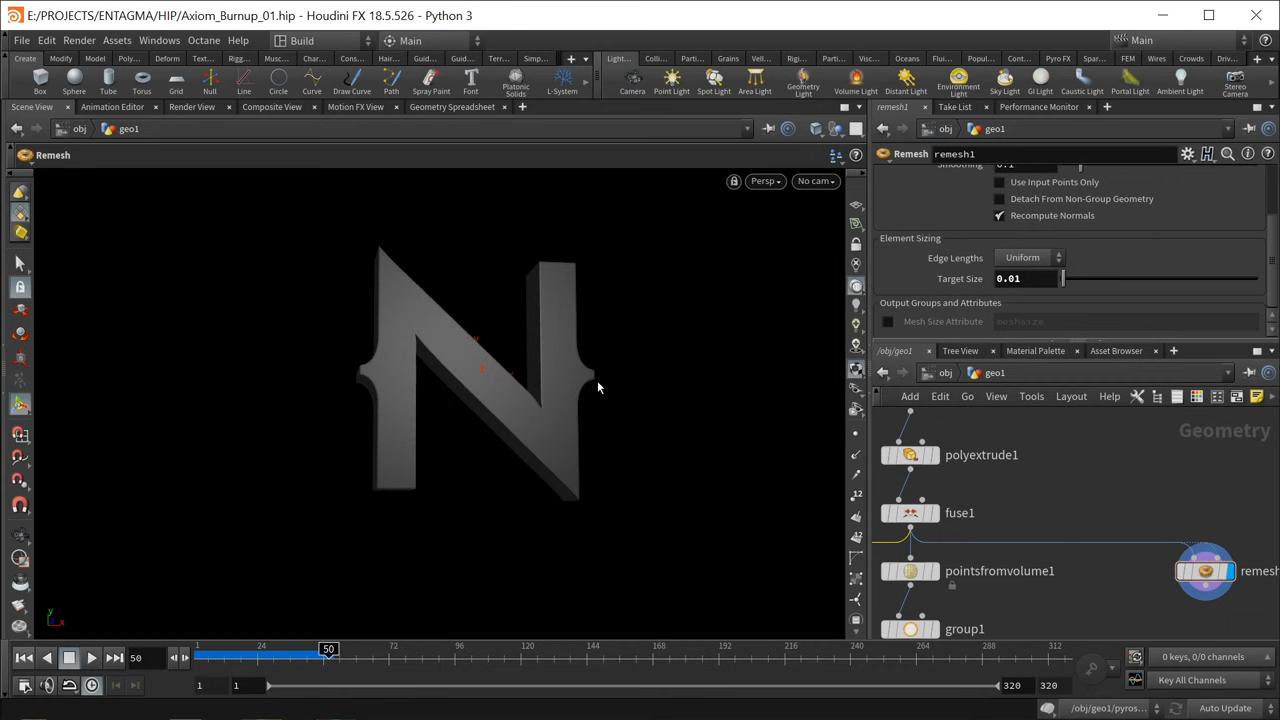 E:/PROJECTS/ENTAGMA/HIP/Axiom_Burnup_01.hip - Houdini FX 18.5.526 - Python 3
File Edit Render Assets Windows Octane Help Build Main Main
Create Modify Model Poly... Deform Text... Rigg... Musc... Char... Cons... Hair... Guid... Guid... Terr... Simp... Light... Colli... Parti... Grains Vell... Rigi... Parti... Visc... Oceans Flui... Popul... Cont... Pyro FX Spar... FEM Wires Crowds Driv...
Box Sphere Tube Torus Grid Null Line Circle Curve Draw Curve Path Spray Paint Font Platonic Solids L-System Camera Point Light Spot Light Area Light Geometry Light Volume Light Distant Light Environment Light Sky Light GI Light Caustic Light Portal Light Ambient Light Stereo Camera
Scene View Animation Editor Render View Composite View Motion FX View Geometry Spreadsheet
remesh1 Take List Performance Monitor
obj geo1
obj geo1
Remesh
Remesh remesh1
Persp No cam
Smoothing 0.1
Use Input Points Only
Detach From Non-Group Geometry
Recompute Normals
Element Sizing
Edge Lengths Uniform
Target Size 0.01
Output Groups and Attributes
Mesh Size Attribute meshsize
/obj/geo1 Tree View Material Palette Asset Browser
obj geo1
Add Edit Go View Tools Layout Help
Geometry
polyextrude1
fuse1
pointsfromvolume1
remesh
group1
12
12
y
x
1 24 50 72 96 120 144 168 192 216 240 264 288 312
50
0 keys, 0/0 channels
1 1 320 320
Key All Channels
/obj/geo1/pyros... Auto Update